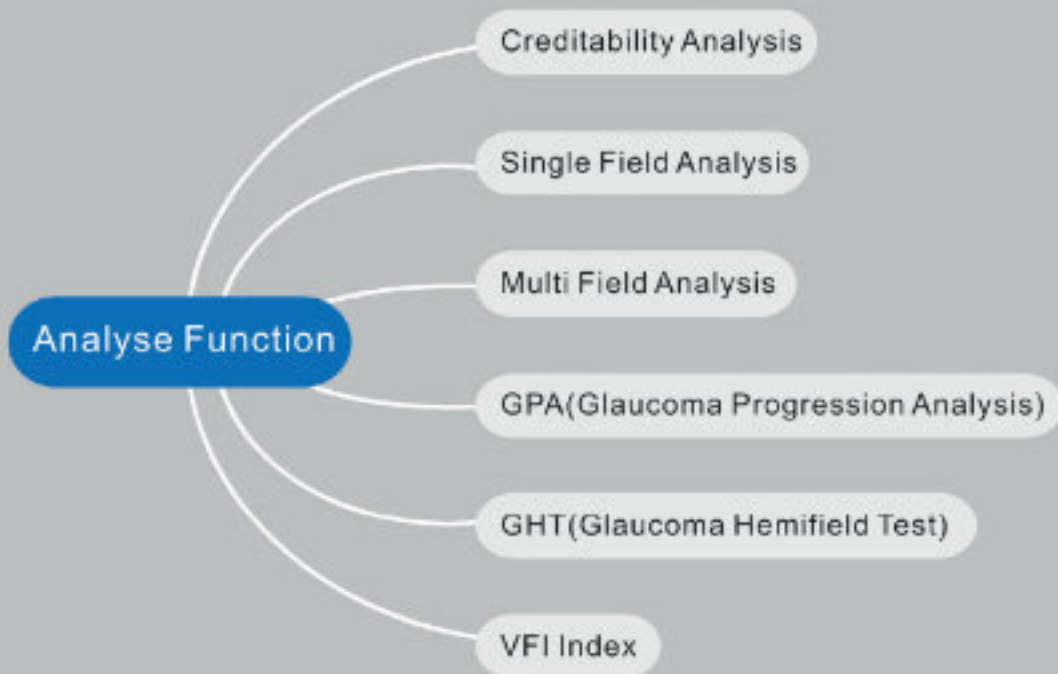 Creditability Analysis
Single Field Analysis
Multi Field Analysis
Analyse Function
GPA(Glaucoma Progression Analysis)
GHT(Glaucoma Hemifield Test)
VFI Index